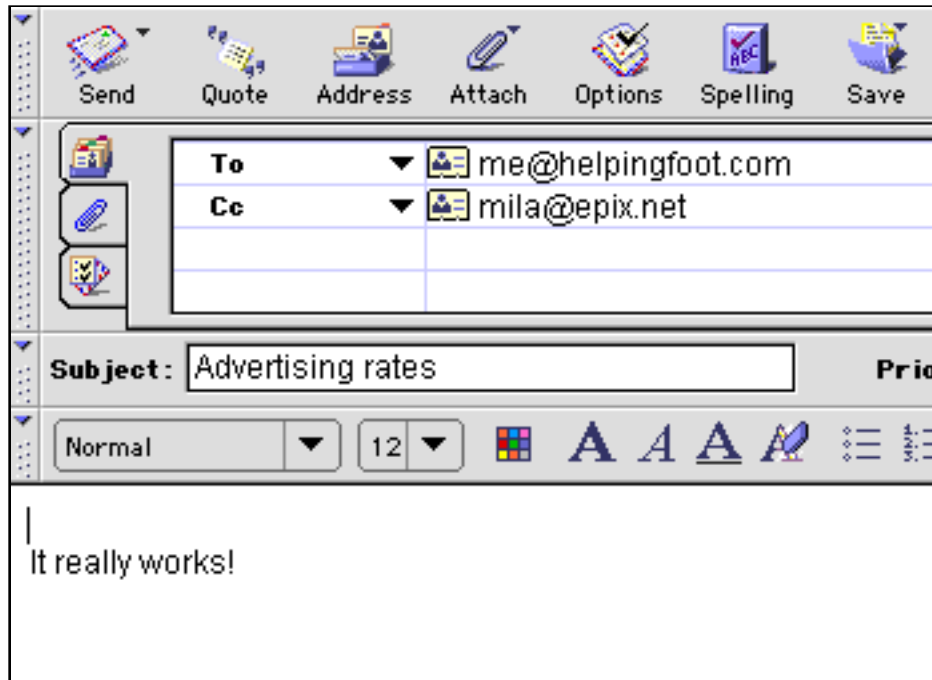 Send Quote Address Attach Options Spelling Save
To me@helpingfoot.com
Cc mila@epix.net
Subject: Advertising rates
Normal 12 A A A A
It really works!